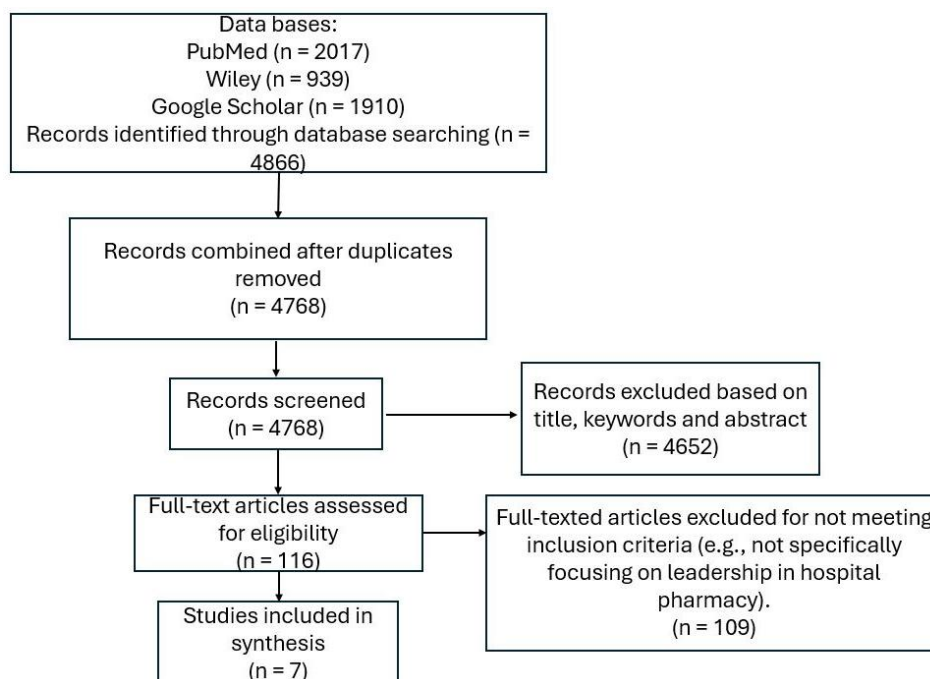 Data bases:
PubMed (n = 2017)
Wiley (n = 939)
Google Scholar (n = 1910)
Records identified through database searching (n =
4866)
Records combined after duplicates
removed
(n = 4768)
Records screened
(n = 4768)
Records excluded based on
title, keywords and abstract
(n = 4652)
Full-text articles assessed
for eligibility
(n = 116)
Full-texted articles excluded for not meeting
inclusion criteria (e.g., not specifically
focusing on leadership in hospital
pharmacy).
(n = 109)
Studies included in
synthesis
(n = 7)